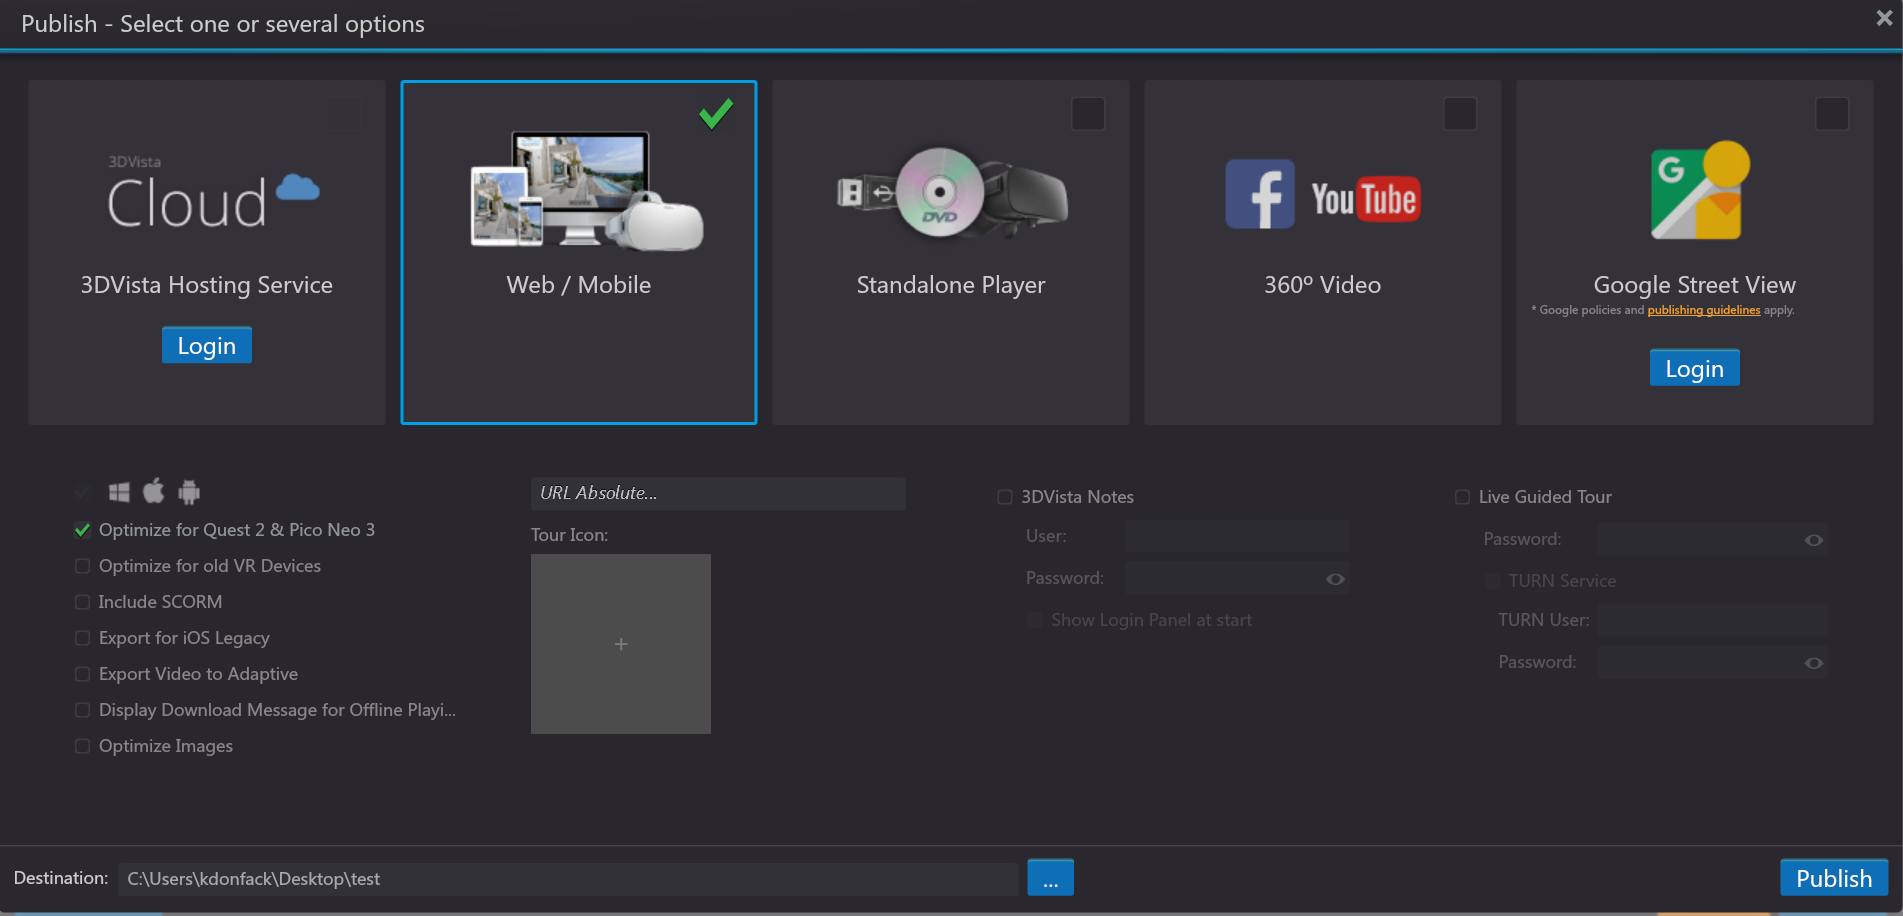 Publish - Select one or several options
3DVista
Cloud
3DVista Hosting Service
Login
Web / Mobile
DVD
Standalone Player
f YouTube
360º Video
G
Google Street View
* Google policies and publishing guidelines apply.
Login
Optimize for Quest 2 & Pico Neo 3
Optimize for old VR Devices
Include SCORM
Export for iOS Legacy
Export Video to Adaptive
Display Download Message for Offline Playi...
Optimize Images
URL Absolute...
Tour Icon:
+
3DVista Notes
User:
Password:
Show Login Panel at start
Live Guided Tour
Password:
TURN Service
TURN User:
Password:
Destination: C:\Users\kdonfack\Desktop\test ...
Publish